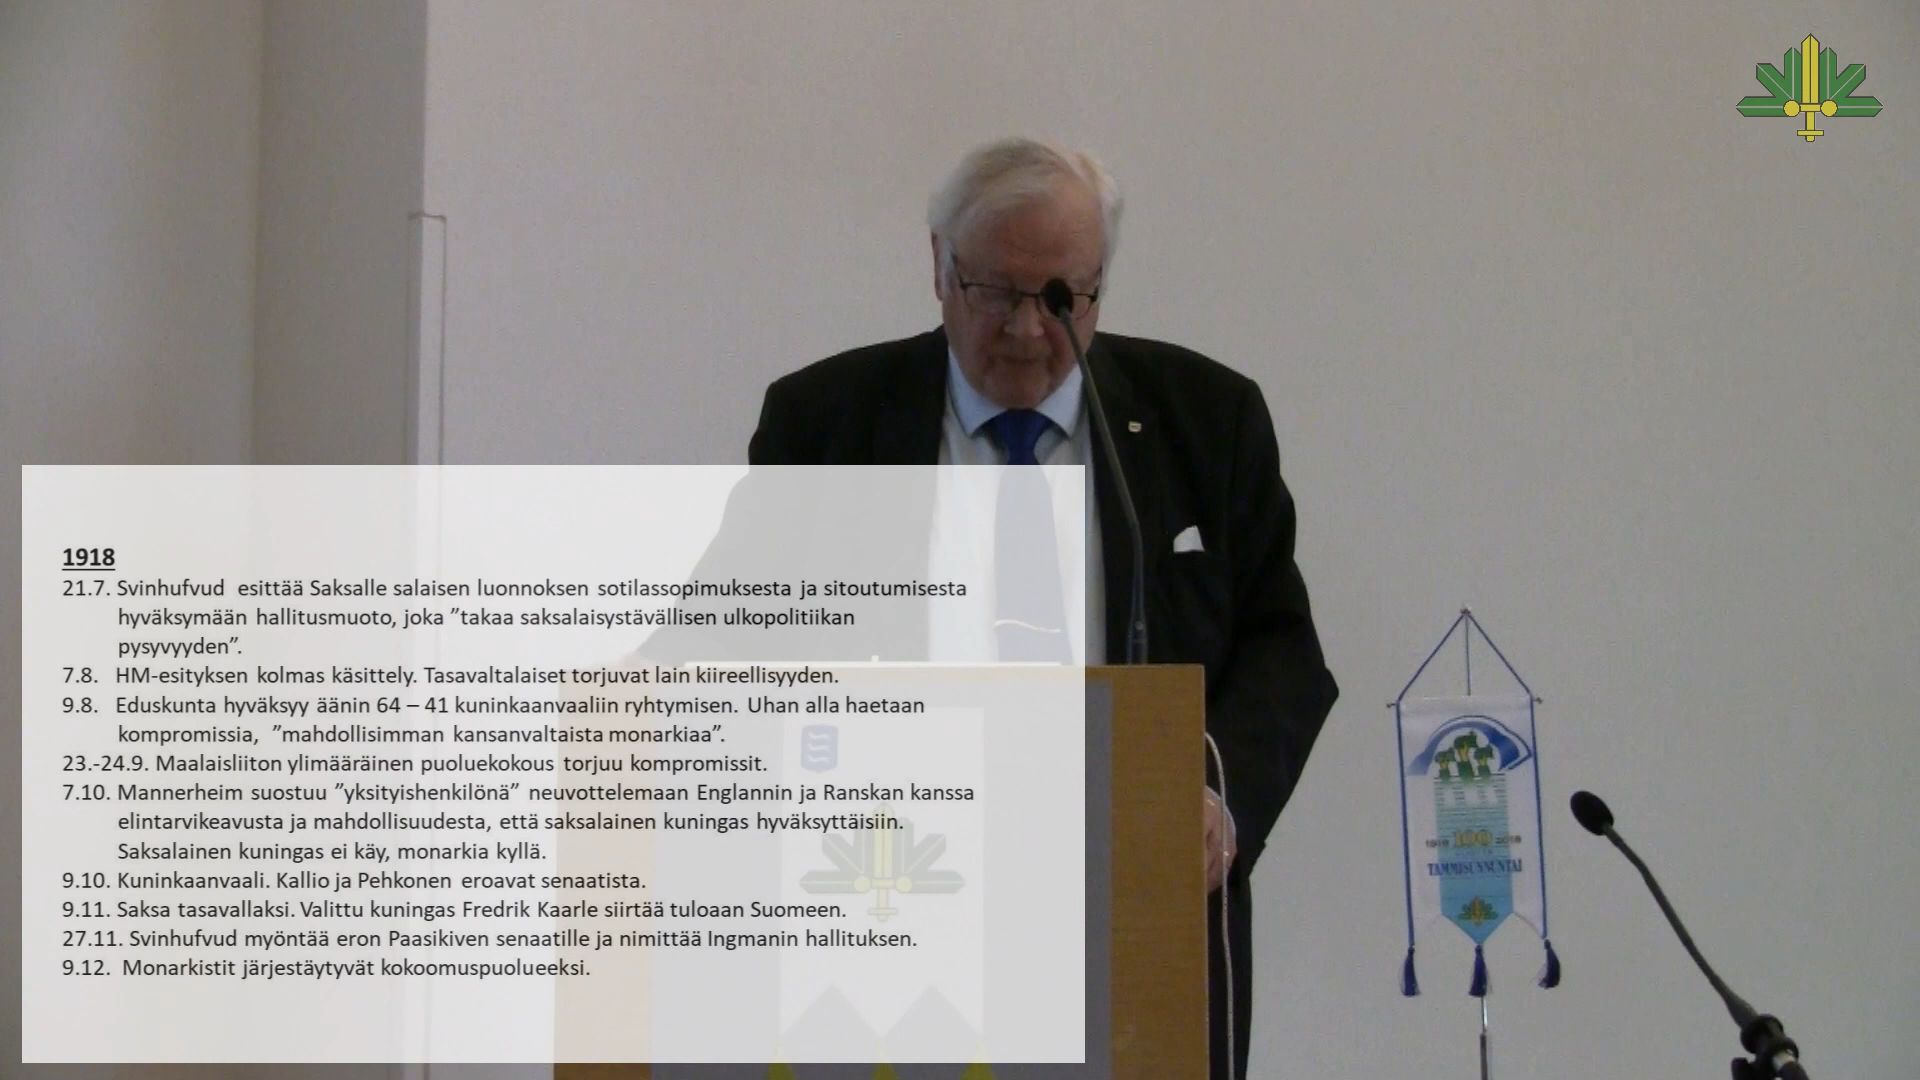 1918
21.7. Svinhufvud esittää Saksalle salaisen luonnoksen sotilassopimuksesta ja sitoutumisesta
hyväksymään hallitusmuoto, joka ”takaa saksalaisystävällisen ulkopolitiikan
pysyvyyden”.
7.8. HM-esityksen kolmas käsittely. Tasavaltalaiset torjuvat lain kiireellisyyden.
9.8. Eduskunta hyväksyy äänin 64 – 41 kuninkaanvaaliin ryhtymisen. Uhan alla haetaan
kompromissia, ”mahdollisimman kansanvaltaista monarkiaa”.
23.-24.9. Maalaisliiton ylimääräinen puoluekokous torjuu kompromissit.
7.10. Mannerheim suostuu ”yksityishenkilönä” neuvottelemaan Englannin ja Ranskan kanssa
elintarvikeavusta ja mahdollisuudesta, että saksalainen kuningas hyväksyttäisiin.
Saksalainen kuningas ei käy, monarkia kyllä.
9.10. Kuninkaanvaali. Kallio ja Pehkonen eroavat senaatista.
9.11. Saksa tasavallaksi. Valittu kuningas Fredrik Kaarle siirtää tuloaan Suomeen.
27.11. Svinhufvud myöntää eron Paasikiven senaatille ja nimittää Ingmanin hallituksen.
9.12. Monarkistit järjestäytyvät kokoomuspuolueeksi.
1918 100 2018
TAMMISUNNUNTAI